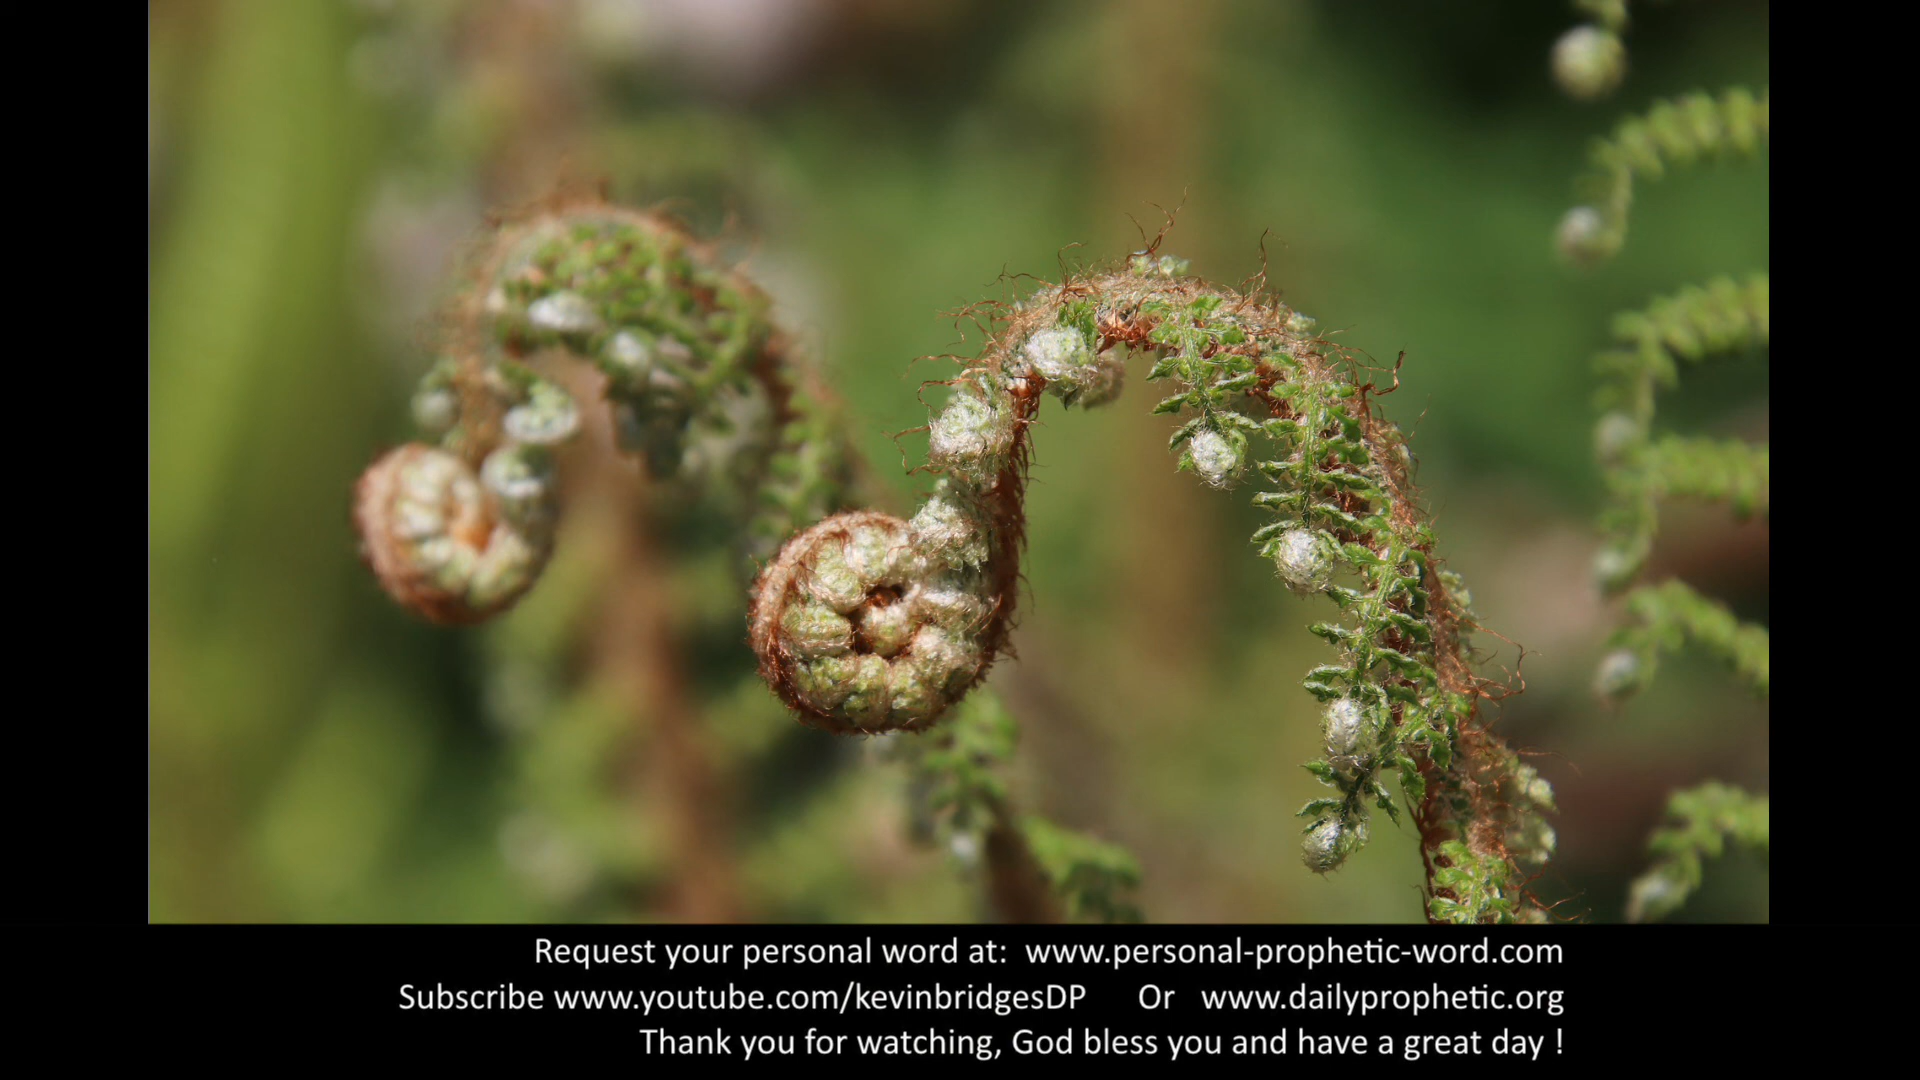 Request your personal word at: www.personal-prophetic-word.com
Subscribe www.youtube.com/kevinbridgesDP Or www.dailyprophetic.org
Thank you for watching, God bless you and have a great day !